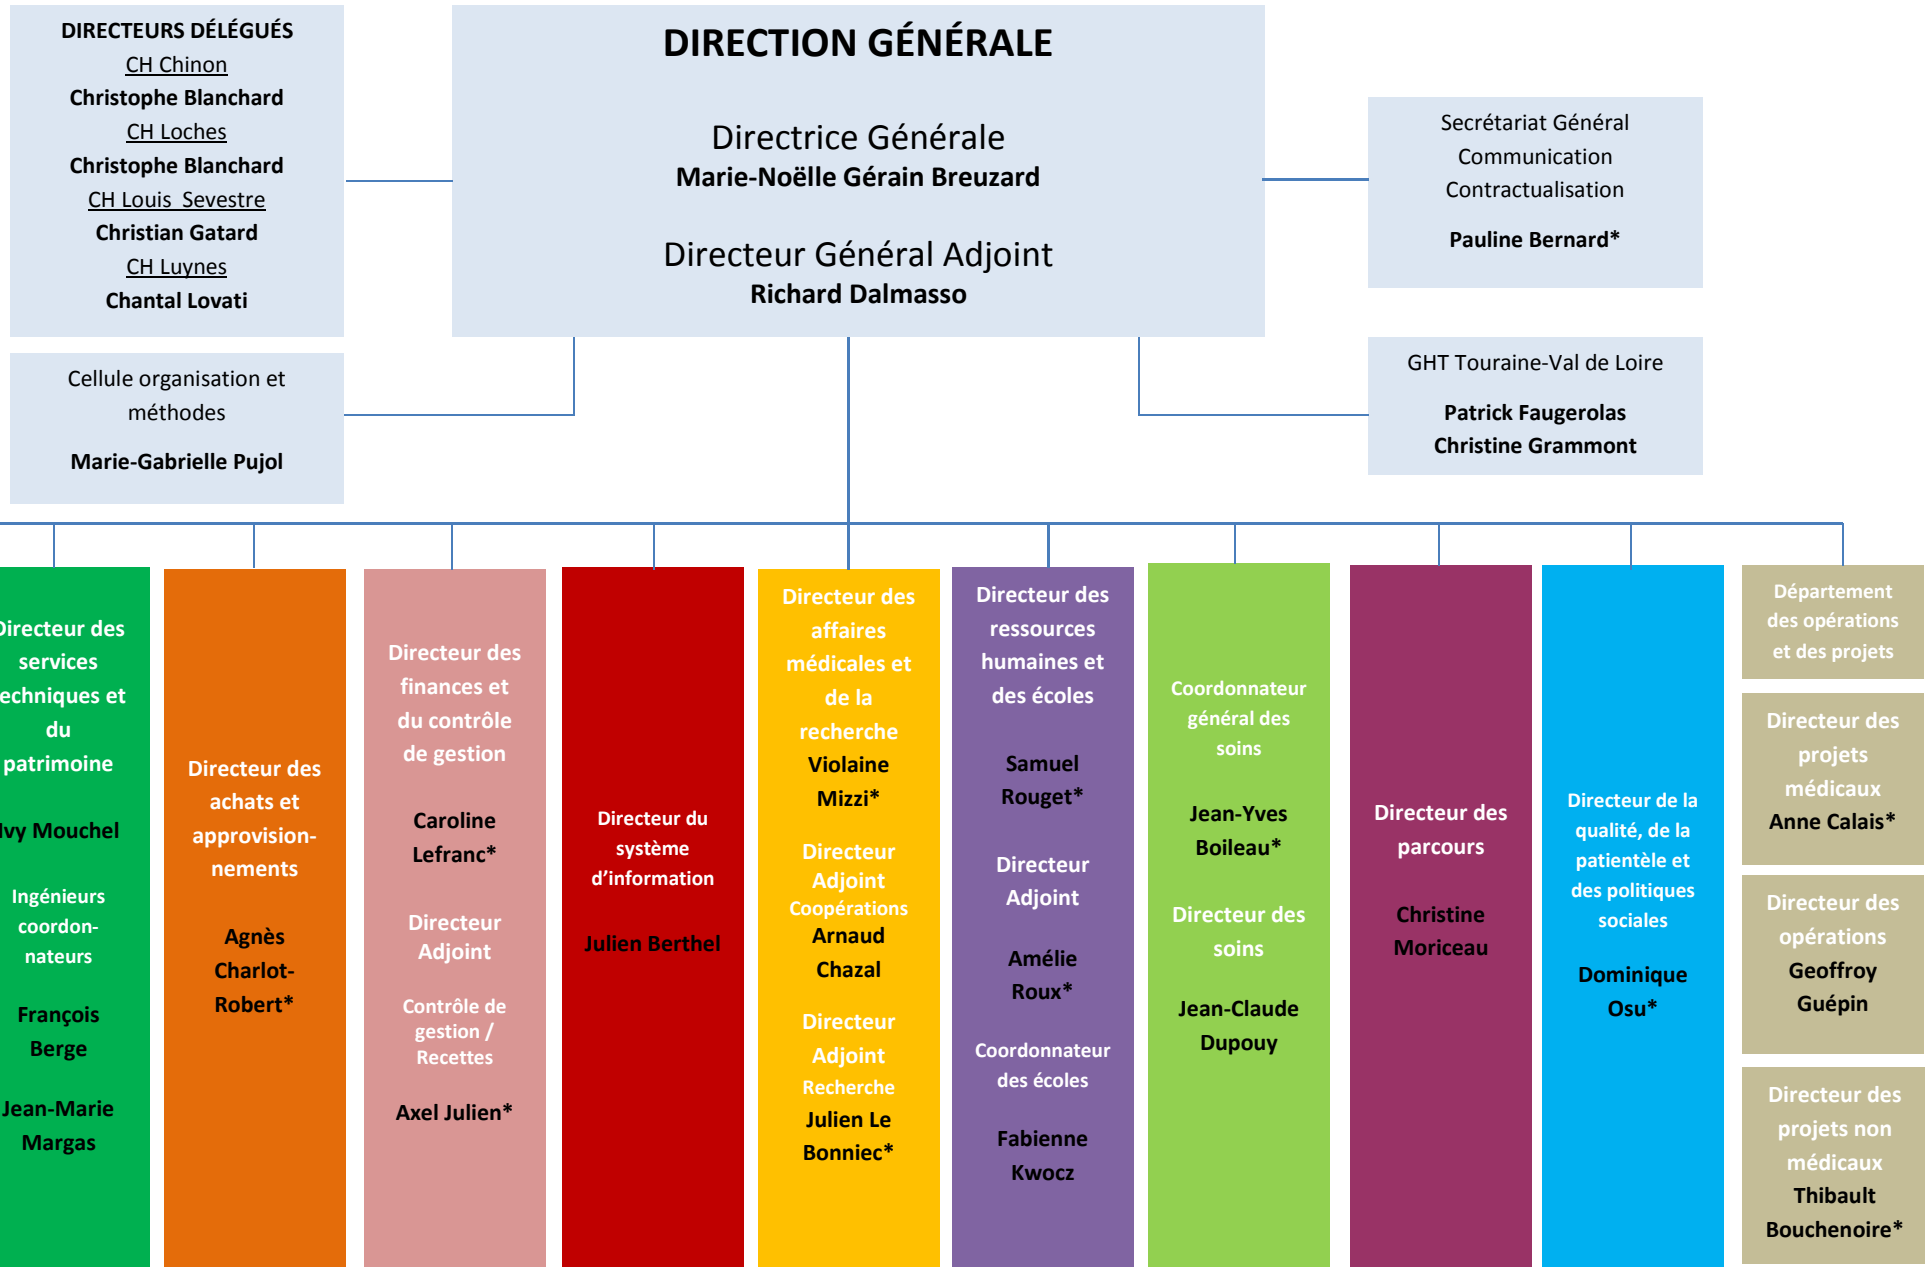 DIRECTEURS DÉLÉGUÉS
CH Chinon
Christophe Blanchard
CH Loches
Christophe Blanchard
CH Louis Sevestre
Christian Gatard
CH Luynes
Chantal Lovati
DIRECTION GÉNÉRALE
Directrice Générale
Marie-Noëlle Gérain Breuzard
Directeur Général Adjoint
Richard Dalmasso
Secrétariat Général
Communication
Contractualisation
Pauline Bernard*
Cellule organisation et
méthodes
Marie-Gabrielle Pujol
GHT Touraine-Val de Loire
Patrick Faugerolas
Christine Grammont
Directeur des
services
techniques et
du
patrimoine
Ivy Mouchel
Ingénieurs
coordon-
nateurs
François
Berge
Jean-Marie
Margas
Directeur des
achats et
approvision-
nements
Agnès
Charlot-
Robert*
Directeur des
finances et
du contrôle
de gestion
Caroline
Lefranc*
Directeur
Adjoint
Contrôle de
gestion /
Recettes
Axel Julien*
Directeur du
système
d’information
Julien Berthel
Directeur des
affaires
médicales et
de la
recherche
Violaine
Mizzi*
Directeur
Adjoint
Coopérations
Arnaud
Chazal
Directeur
Adjoint
Recherche
Julien Le
Bonniec*
Directeur des
ressources
humaines et
des écoles
Samuel
Rouget*
Directeur
Adjoint
Amélie
Roux*
Coordonnateur
des écoles
Fabienne
Kwocz
Coordonnateur
général des
soins
Jean-Yves
Boileau*
Directeur des
soins
Jean-Claude
Dupouy
Directeur des
parcours
Christine
Moriceau
Directeur de la
qualité, de la
patientèle et
des politiques
sociales
Dominique
Osu*
Département
des opérations
et des projets
Directeur des
projets
médicaux
Anne Calais*
Directeur des
opérations
Geoffroy
Guépin
Directeur des
projets non
médicaux
Thibault
Bouchenoire*